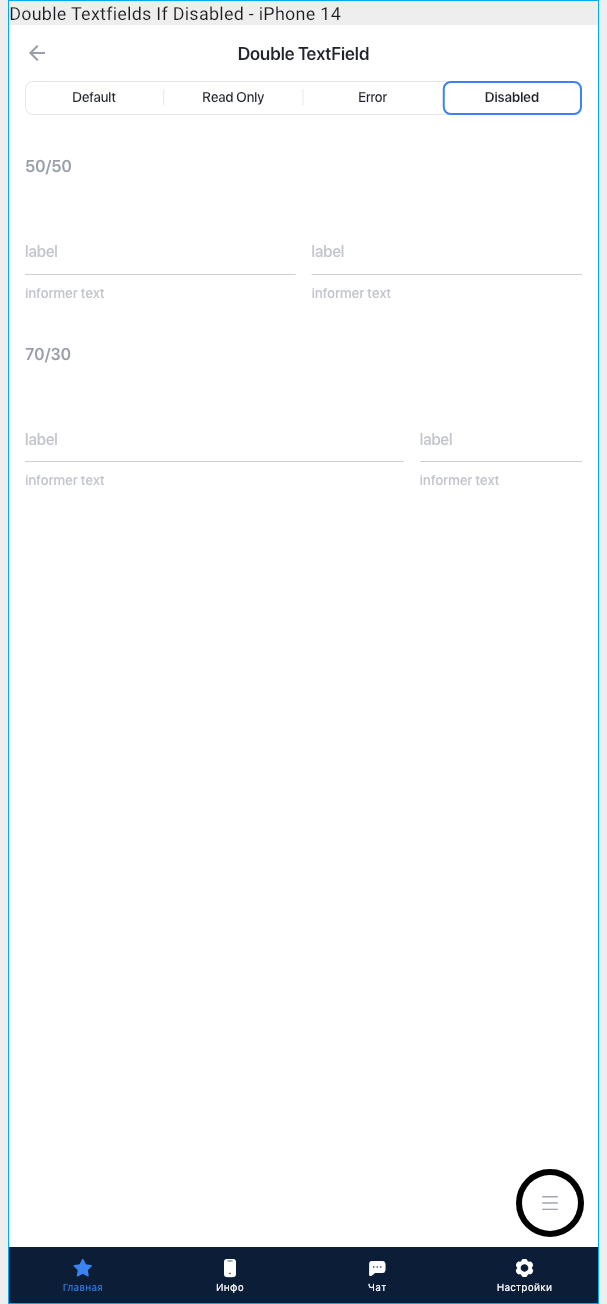 Double Textfields If Disabled - iPhone 14
Double TextField
Default Read Only Error Disabled
50/50
label label
informer text informer text
70/30
label label
informer text informer text
Главная Инфо Чат Настройки